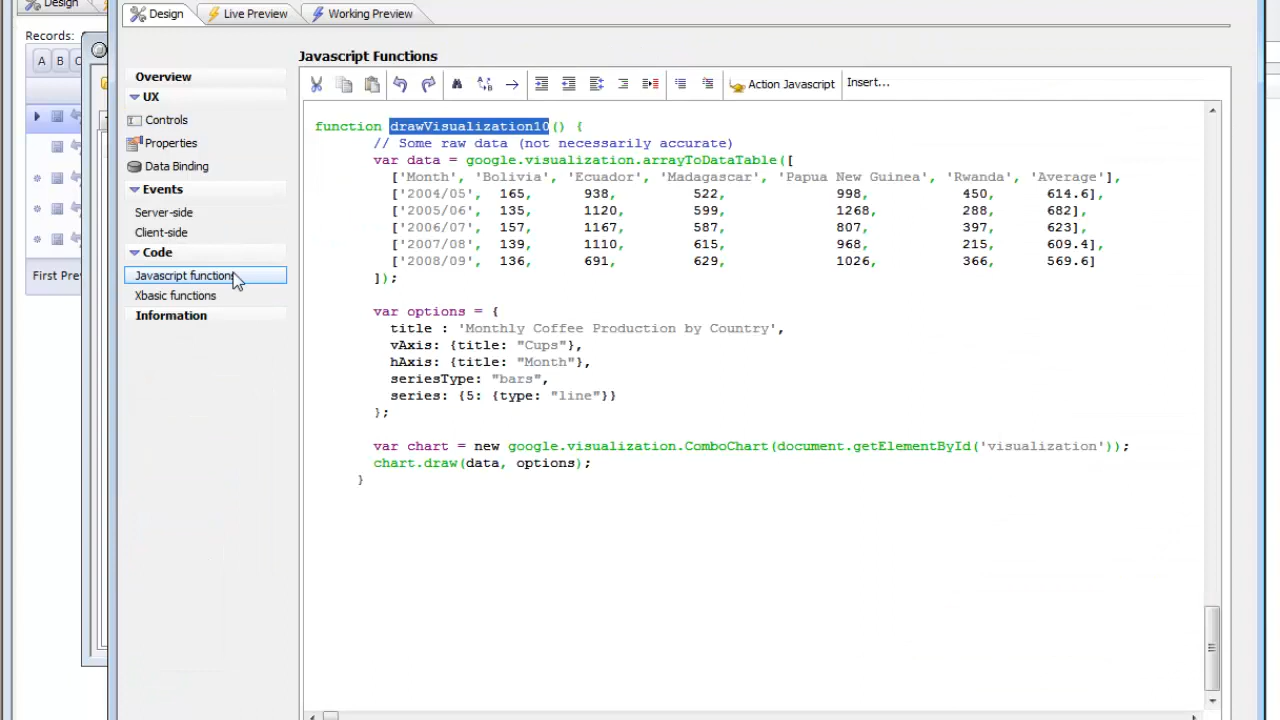 Design
Design Live Preview Working Preview
Records:
A B C
First Prev
Overview
UX
Controls
Properties
Data Binding
Events
Server-side
Client-side
Code
Javascript functions
Xbasic functions
Information
Javascript Functions
Action Javascript Insert...
function drawVisualization10() {
// Some raw data (not necessarily accurate)
var data = google.visualization.arrayToDataTable([
['Month', 'Bolivia', 'Ecuador', 'Madagascar', 'Papua New Guinea', 'Rwanda', 'Average'],
['2004/05', 165, 938, 522, 998, 450, 614.6],
['2005/06', 135, 1120, 599, 1268, 288, 682],
['2006/07', 157, 1167, 587, 807, 397, 623],
['2007/08', 139, 1110, 615, 968, 215, 609.4],
['2008/09', 136, 691, 629, 1026, 366, 569.6]
]);
var options = {
title : 'Monthly Coffee Production by Country',
vAxis: {title: "Cups"},
hAxis: {title: "Month"},
seriesType: "bars",
series: {5: {type: "line"}}
};
var chart = new google.visualization.ComboChart(document.getElementById('visualization'));
chart.draw(data, options);
}